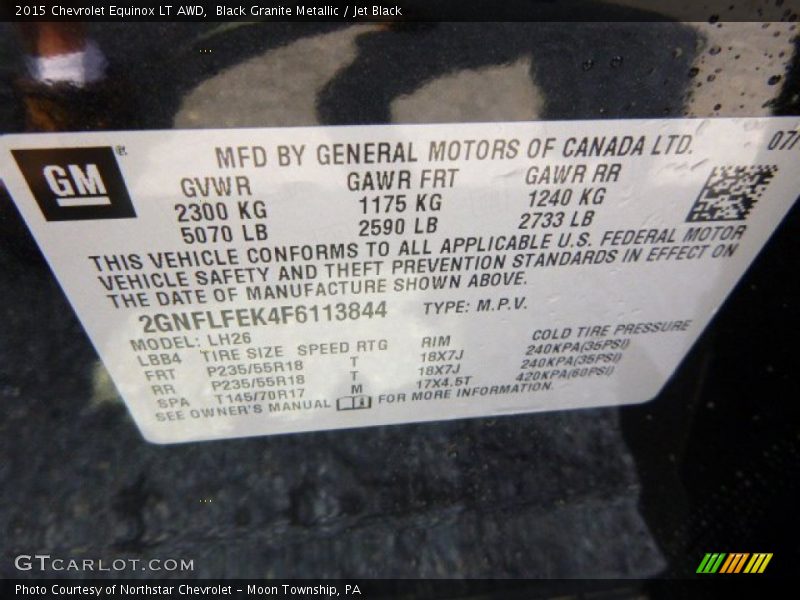 2015 Chevrolet Equinox LT AWD, Black Granite Metallic / Jet Black
GM
MFD BY GENERAL MOTORS OF CANADA LTD. 07/
GVWR GAWR FRT GAWR RR
2300 KG 1175 KG 1240 KG
5070 LB 2590 LB 2733 LB
THIS VEHICLE CONFORMS TO ALL APPLICABLE U.S. FEDERAL MOTOR
VEHICLE SAFETY AND THEFT PREVENTION STANDARDS IN EFFECT ON
THE DATE OF MANUFACTURE SHOWN ABOVE.
2GNFLFEK4F6113844 TYPE: M.P.V.
MODEL: LH26
LBB4 TIRE SIZE SPEED RTG RIM COLD TIRE PRESSURE
FRT P235/55R18 T 18X7J 240KPA(35PSI)
RR P235/55R18 T 18X7J 240KPA(35PSI)
SPA T145/70R17 M 17X4.5T 420KPA(60PSI)
SEE OWNER'S MANUAL FOR MORE INFORMATION.
GTCARLOT.COM
Photo Courtesy of Northstar Chevrolet – Moon Township, PA